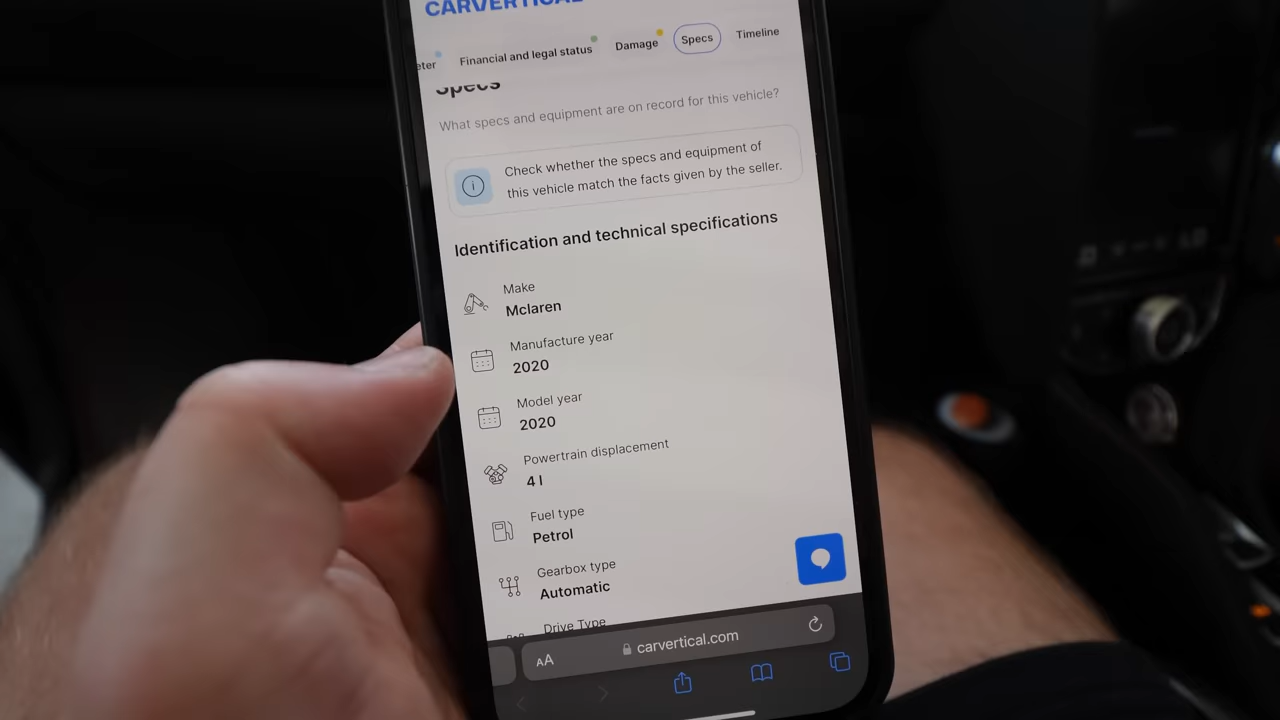 CARVERTICAL
eter Financial and legal status Damage Specs Timeline
Specs
What specs and equipment are on record for this vehicle?
Check whether the specs and equipment of
this vehicle match the facts given by the seller.
Identification and technical specifications
Make
Mclaren
Manufacture year
2020
Model year
2020
Powertrain displacement
4 l
Fuel type
Petrol
Gearbox type
Automatic
Drive Type
AA carvertical.com